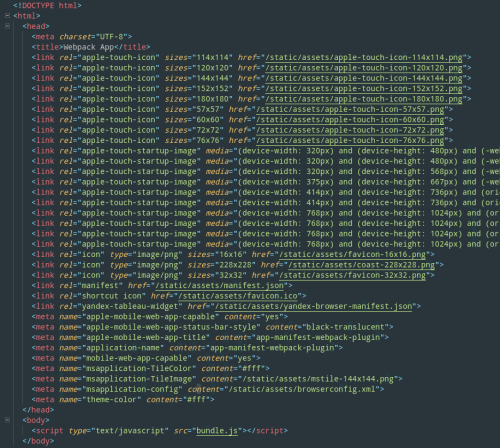 <!DOCTYPE html>
<html>
<head>
<meta charset="UTF-8">
<title>Webpack App</title>
<link rel="apple-touch-icon" sizes="114x114" href="/static/assets/apple-touch-icon-114x114.png">
<link rel="apple-touch-icon" sizes="120x120" href="/static/assets/apple-touch-icon-120x120.png">
<link rel="apple-touch-icon" sizes="144x144" href="/static/assets/apple-touch-icon-144x144.png">
<link rel="apple-touch-icon" sizes="152x152" href="/static/assets/apple-touch-icon-152x152.png">
<link rel="apple-touch-icon" sizes="180x180" href="/static/assets/apple-touch-icon-180x180.png">
<link rel="apple-touch-icon" sizes="57x57" href="/static/assets/apple-touch-icon-57x57.png">
<link rel="apple-touch-icon" sizes="60x60" href="/static/assets/apple-touch-icon-60x60.png">
<link rel="apple-touch-icon" sizes="72x72" href="/static/assets/apple-touch-icon-72x72.png">
<link rel="apple-touch-icon" sizes="76x76" href="/static/assets/apple-touch-icon-76x76.png">
<link rel="apple-touch-startup-image" media="(device-width: 320px) and (device-height: 480px) and (-we
<link rel="apple-touch-startup-image" media="(device-width: 320px) and (device-height: 480px) and (-we
<link rel="apple-touch-startup-image" media="(device-width: 320px) and (device-height: 568px) and (-we
<link rel="apple-touch-startup-image" media="(device-width: 375px) and (device-height: 667px) and (-we
<link rel="apple-touch-startup-image" media="(device-width: 414px) and (device-height: 736px) and (ori
<link rel="apple-touch-startup-image" media="(device-width: 414px) and (device-height: 736px) and (ori
<link rel="apple-touch-startup-image" media="(device-width: 768px) and (device-height: 1024px) and (or
<link rel="apple-touch-startup-image" media="(device-width: 768px) and (device-height: 1024px) and (or
<link rel="apple-touch-startup-image" media="(device-width: 768px) and (device-height: 1024px) and (or
<link rel="apple-touch-startup-image" media="(device-width: 768px) and (device-height: 1024px) and (or
<link rel="icon" type="image/png" sizes="16x16" href="/static/assets/favicon-16x16.png">
<link rel="icon" type="image/png" sizes="228x228" href="/static/assets/coast-228x228.png">
<link rel="icon" type="image/png" sizes="32x32" href="/static/assets/favicon-32x32.png">
<link rel="manifest" href="/static/assets/manifest.json">
<link rel="shortcut icon" href="/static/assets/favicon.ico">
<link rel="yandex-tableau-widget" href="/static/assets/yandex-browser-manifest.json">
<meta name="apple-mobile-web-app-capable" content="yes">
<meta name="apple-mobile-web-app-status-bar-style" content="black-translucent">
<meta name="apple-mobile-web-app-title" content="app-manifest-webpack-plugin">
<meta name="application-name" content="app-manifest-webpack-plugin">
<meta name="mobile-web-app-capable" content="yes">
<meta name="msapplication-TileColor" content="#fff">
<meta name="msapplication-TileImage" content="/static/assets/mstile-144x144.png">
<meta name="msapplication-config" content="/static/assets/browserconfig.xml">
<meta name="theme-color" content="#fff">
</head>
<body>
<script type="text/javascript" src="bundle.js"></script>
</body>